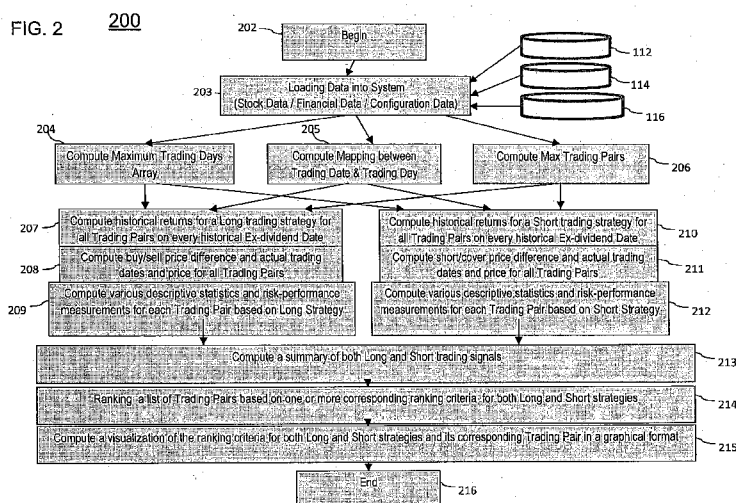 FIG. 2
200
202
Begin
112
203
Loading Data into System
(Stock Data / Financial Data / Configuration Data)
114
116
204
Compute Maximum Trading Days
Array
205
Compute Mapping between
Trading Date & Trading Day
Compute Max Trading Pairs
206
207
Compute historical returns for a Long trading strategy for
all Trading Pairs on every historical Ex-dividend Date
Compute historical returns for a Short trading strategy for
all Trading Pairs on every historical Ex-dividend Date
210
208
Compute buy/sell price difference and actual trading
dates and price for all Trading Pairs
Compute short/cover price difference and actual trading
dates and price for all Trading Pairs
211
209
Compute various descriptive statistics and risk-performance
measurements for each Trading Pair based on Long Strategy
Compute various descriptive statistics and risk-performance
measurements for each Trading Pair based on Short Strategy
212
Compute a summary of both Long and Short trading signals
213
Ranking a list of Trading Pairs based on one or more corresponding ranking criteria for both Long and Short strategies
214
Compute a visualization of the ranking criteria for both Long and Short strategies and its corresponding Trading Pair in a graphical format
215
End
216